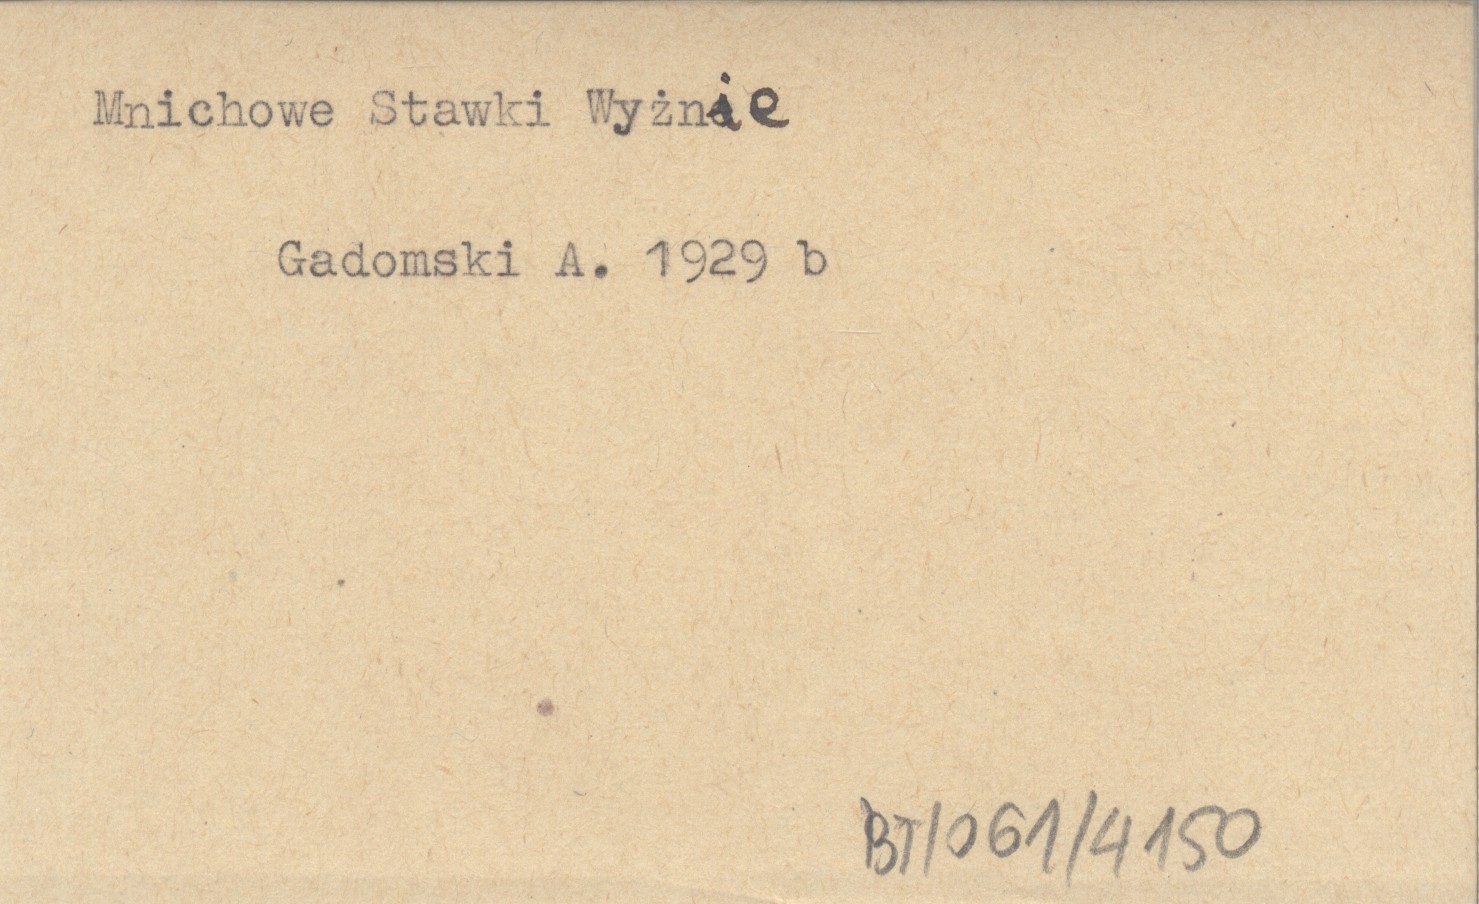 Mnichowe Stawki Wyżnie
Gadomski A. 1929 b
BT/061/4150